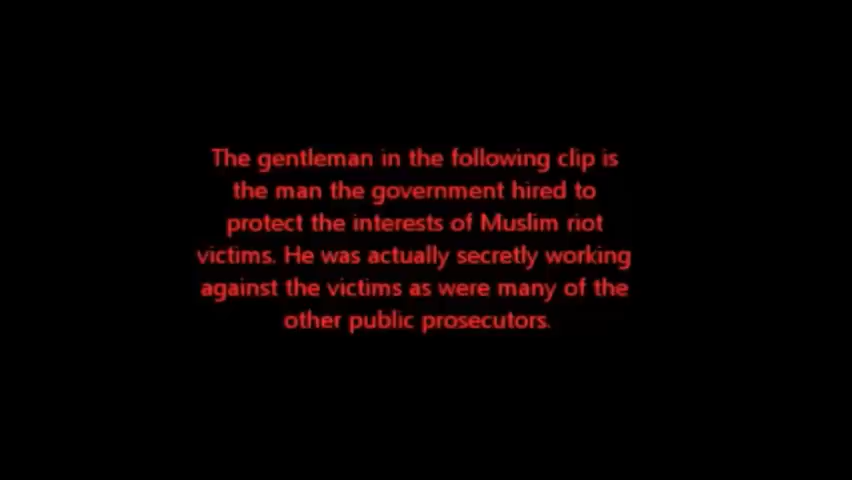 The gentleman in the following clip is
the man the government hired to
protect the interests of Muslim riot
victims. He was actually secretly working
against the victims as were many of the
other public prosecutors.